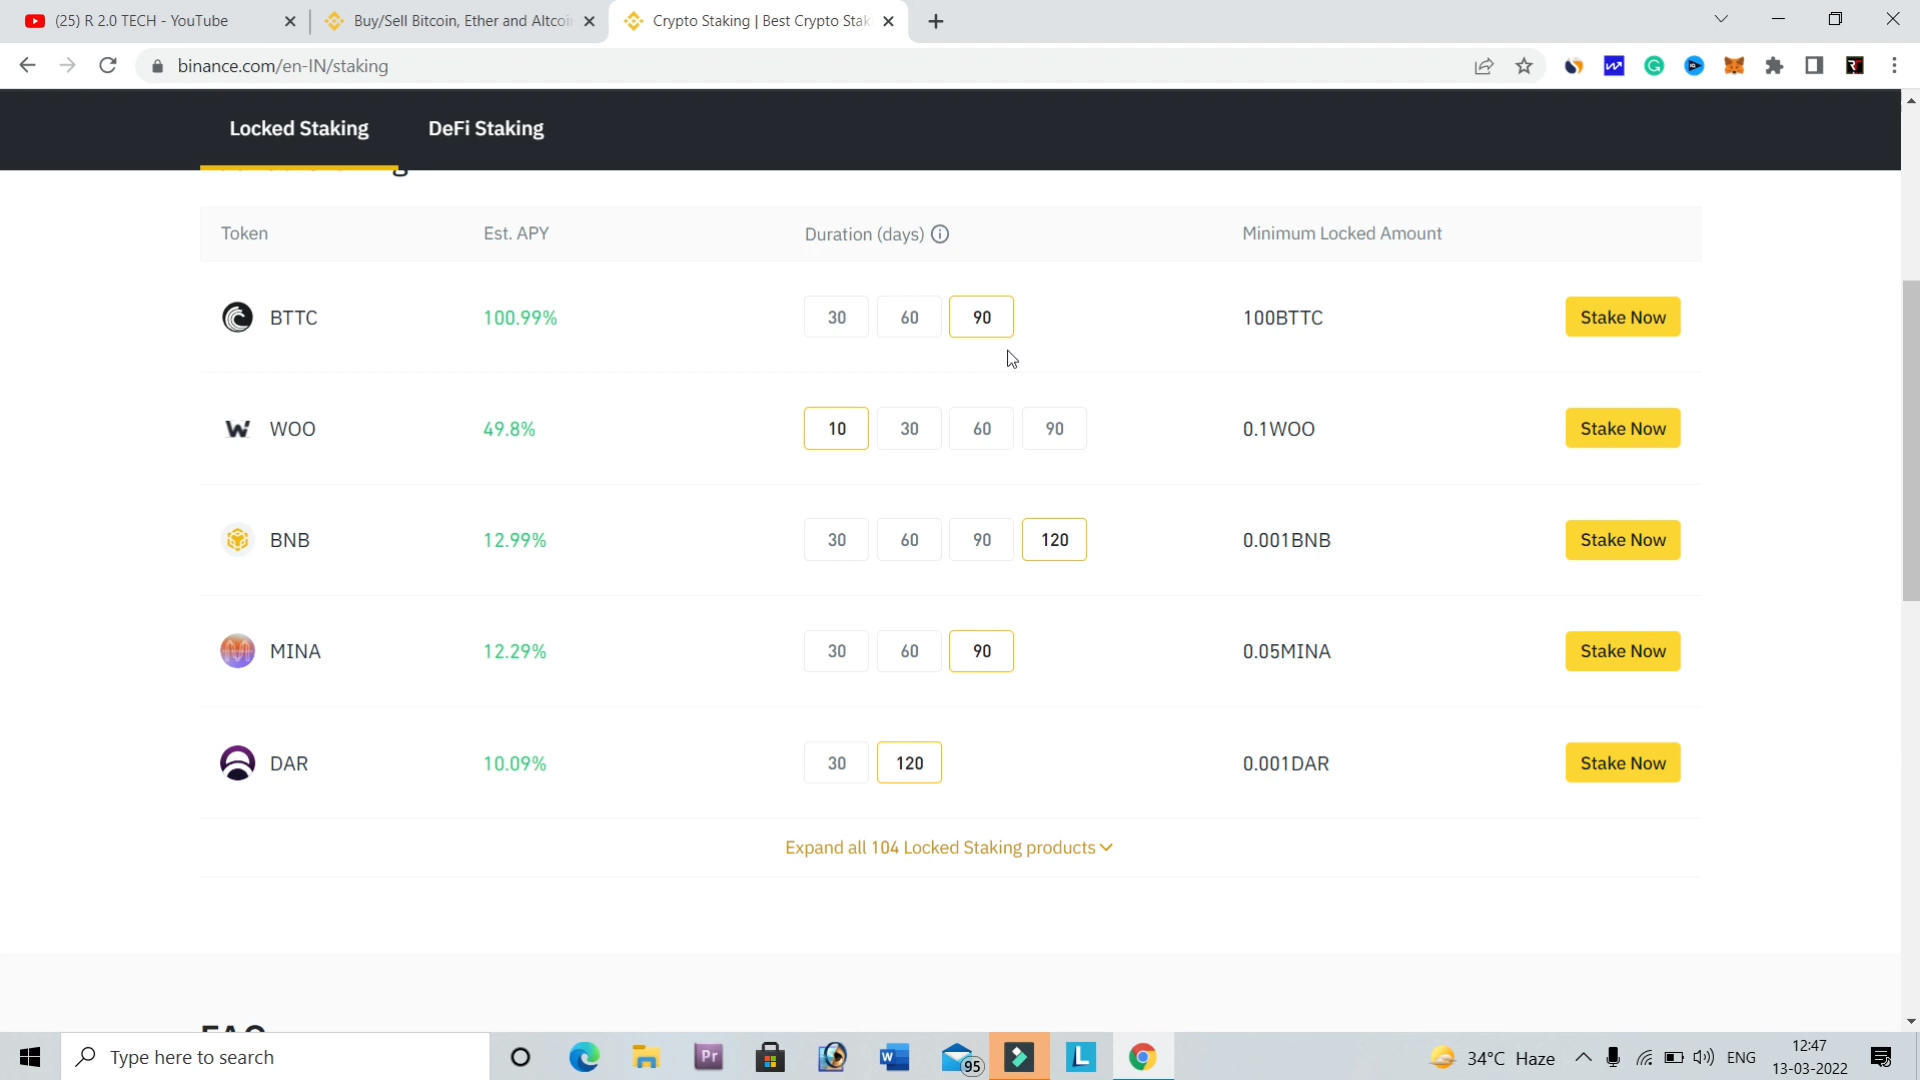 (25) R 2.0 TECH - YouTube
Buy/Sell Bitcoin, Ether and Altcoi
Crypto Staking | Best Crypto Stak
binance.com/en-IN/staking
Locked Staking DeFi Staking
Token Est. APY Duration (days) Minimum Locked Amount
BTTC 100.99% 30 60 90 100BTTC Stake Now
WOO 49.8% 10 30 60 90 0.1WOO Stake Now
BNB 12.99% 30 60 90 120 0.001BNB Stake Now
MINA 12.29% 30 60 90 0.05MINA Stake Now
DAR 10.09% 30 120 0.001DAR Stake Now
Expand all 104 Locked Staking products
FAQ
Type here to search
Pr
W
95
L
34°C Haze
ENG
12:47
13-03-2022